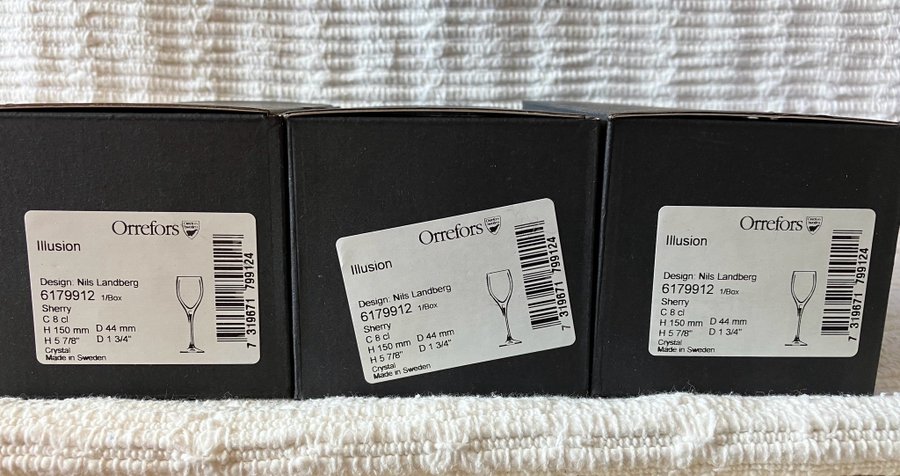 Orrefors
Illusion
Design: Nils Landberg
6179912 1/Box
Sherry
C 8 cl
H 150 mm D 44 mm
H 5 7/8" D 1 3/4"
Crystal
Made in Sweden
7 319671 799124
Orrefors
Illusion
Design: Nils Landberg
6179912 1/Box
Sherry
C 8 cl
H 150 mm D 44 mm
H 5 7/8" D 1 3/4"
Crystal
Made in Sweden
7 319671 799124
Orrefors
Illusion
Design: Nils Landberg
6179912 1/Box
Sherry
C 8 cl
H 150 mm D 44 mm
H 5 7/8" D 1 3/4"
Crystal
Made in Sweden
7 319671 799124